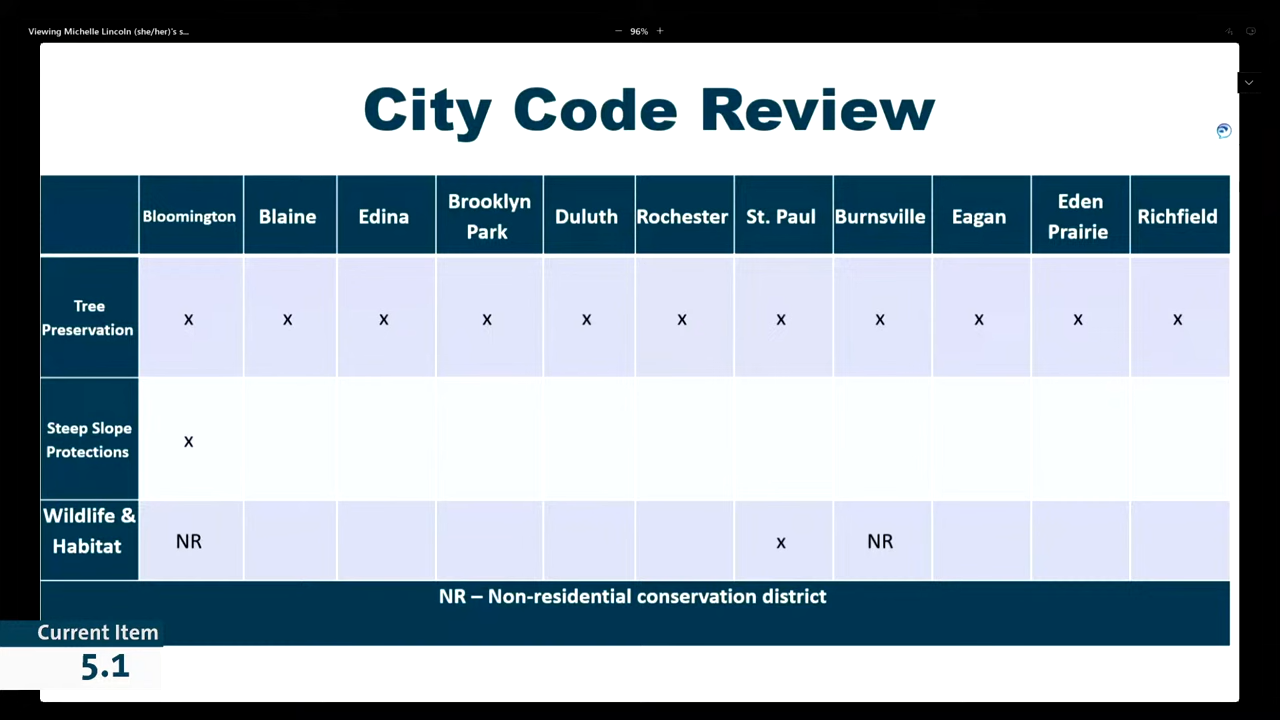 Viewing Michelle Lincoln (she/her)'s s...
− 96% +
City Code Review
Bloomington Blaine Edina Brooklyn Park Duluth Rochester St. Paul Burnsville Eagan Eden Prairie Richfield
Tree Preservation x x x x x x x x x x x
Steep Slope Protections x
Wildlife & Habitat NR x NR
NR – Non-residential conservation district
Current Item
5.1